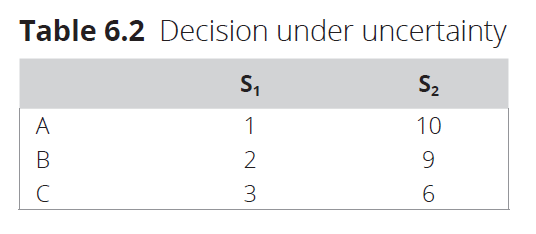 Table 6.2 Decision under uncertainty
S₁ S₂
A 1 10
B 2 9
C 3 6